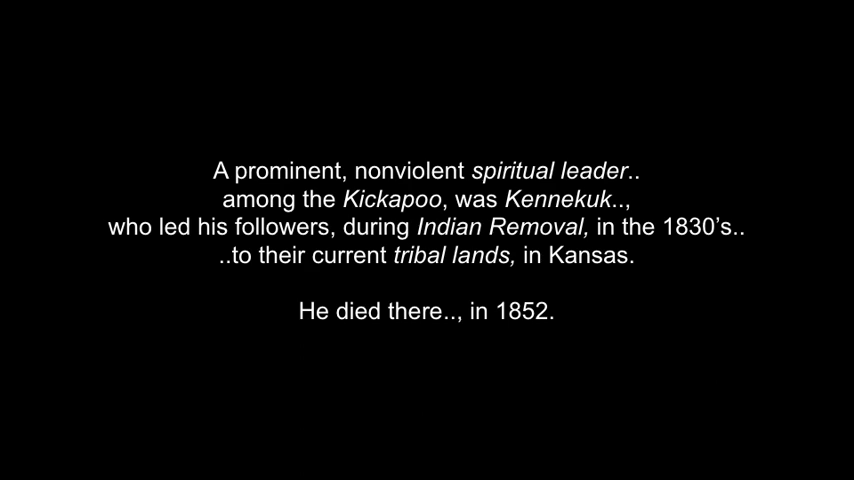 A prominent, nonviolent spiritual leader..
among the Kickapoo, was Kennekuk..,
who led his followers, during Indian Removal, in the 1830’s..
..to their current tribal lands, in Kansas.
He died there.., in 1852.